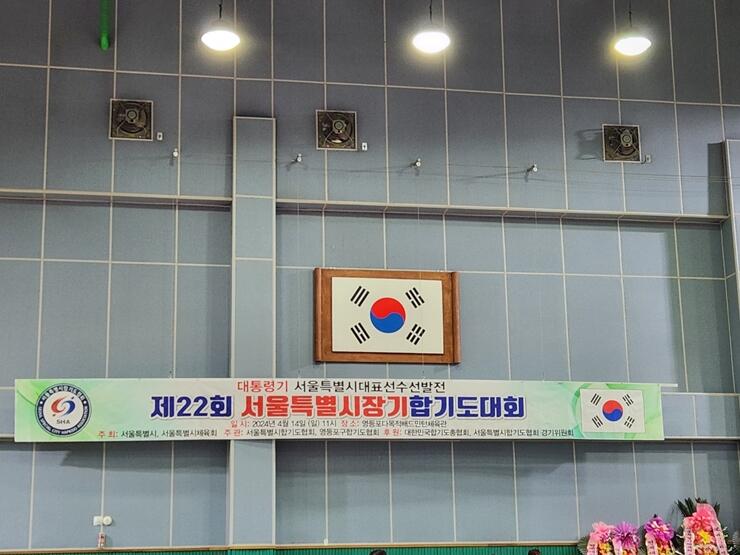 대통령기 서울특별시대표선수선발전
제22회 서울특별시장기합기도대회
일 시: 2024년 4월 14일 (일) 11시 장소: 영등포다목적배드민턴체육관
주최: 서울특별시, 서울특별시체육회 주관: 서울특별시합기도협회, 영등포구합기도협회 후원: 대한민국합기도총협회, 서울특별시합기도협회 경기위원회
SHA